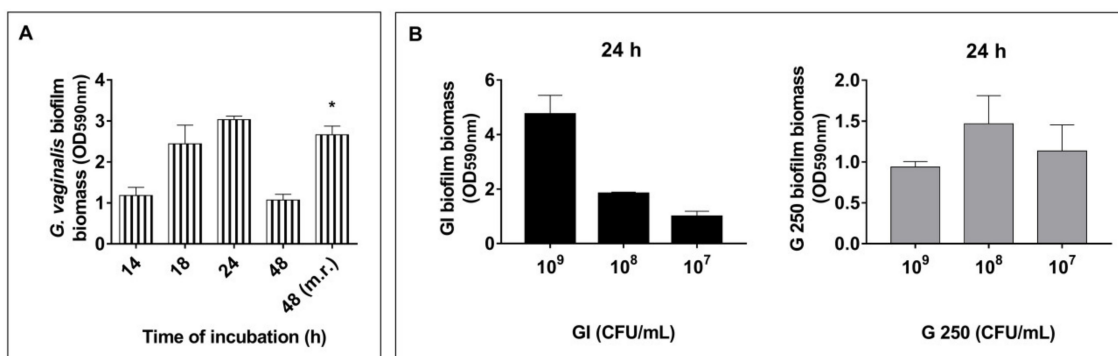 A
G. vaginalis biofilm
biomass (OD590nm)
4
3
2
1
0
14
18
24
48
48 (m.r.)
*
Time of incubation (h)
B
24 h
GI biofilm biomass
(OD590nm)
6
4
2
0
10⁹
10⁸
10⁷
GI (CFU/mL)
24 h
G 250 biofilm biomass
(OD590nm)
2.0
1.5
1.0
0.5
0.0
10⁹
10⁸
10⁷
G 250 (CFU/mL)